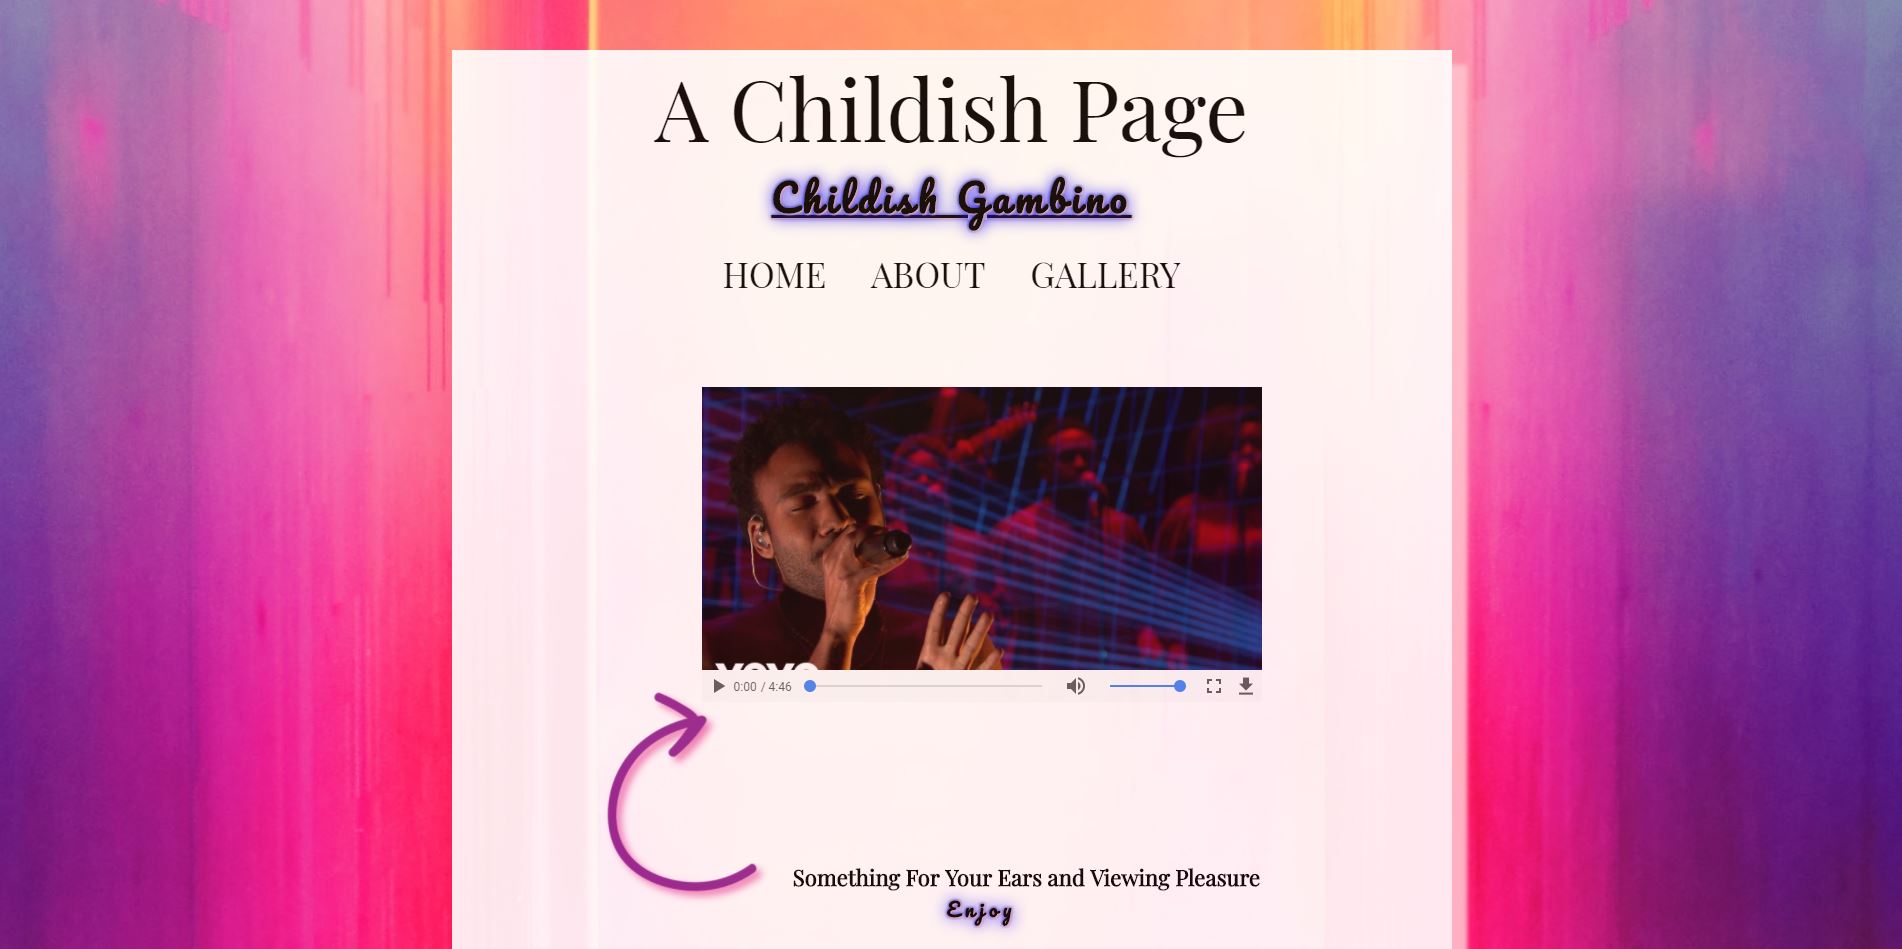 A Childish Page
Childish Gambino
HOME ABOUT GALLERY
vevo
0:00 / 4:46
Something For Your Ears and Viewing Pleasure
Enjoy